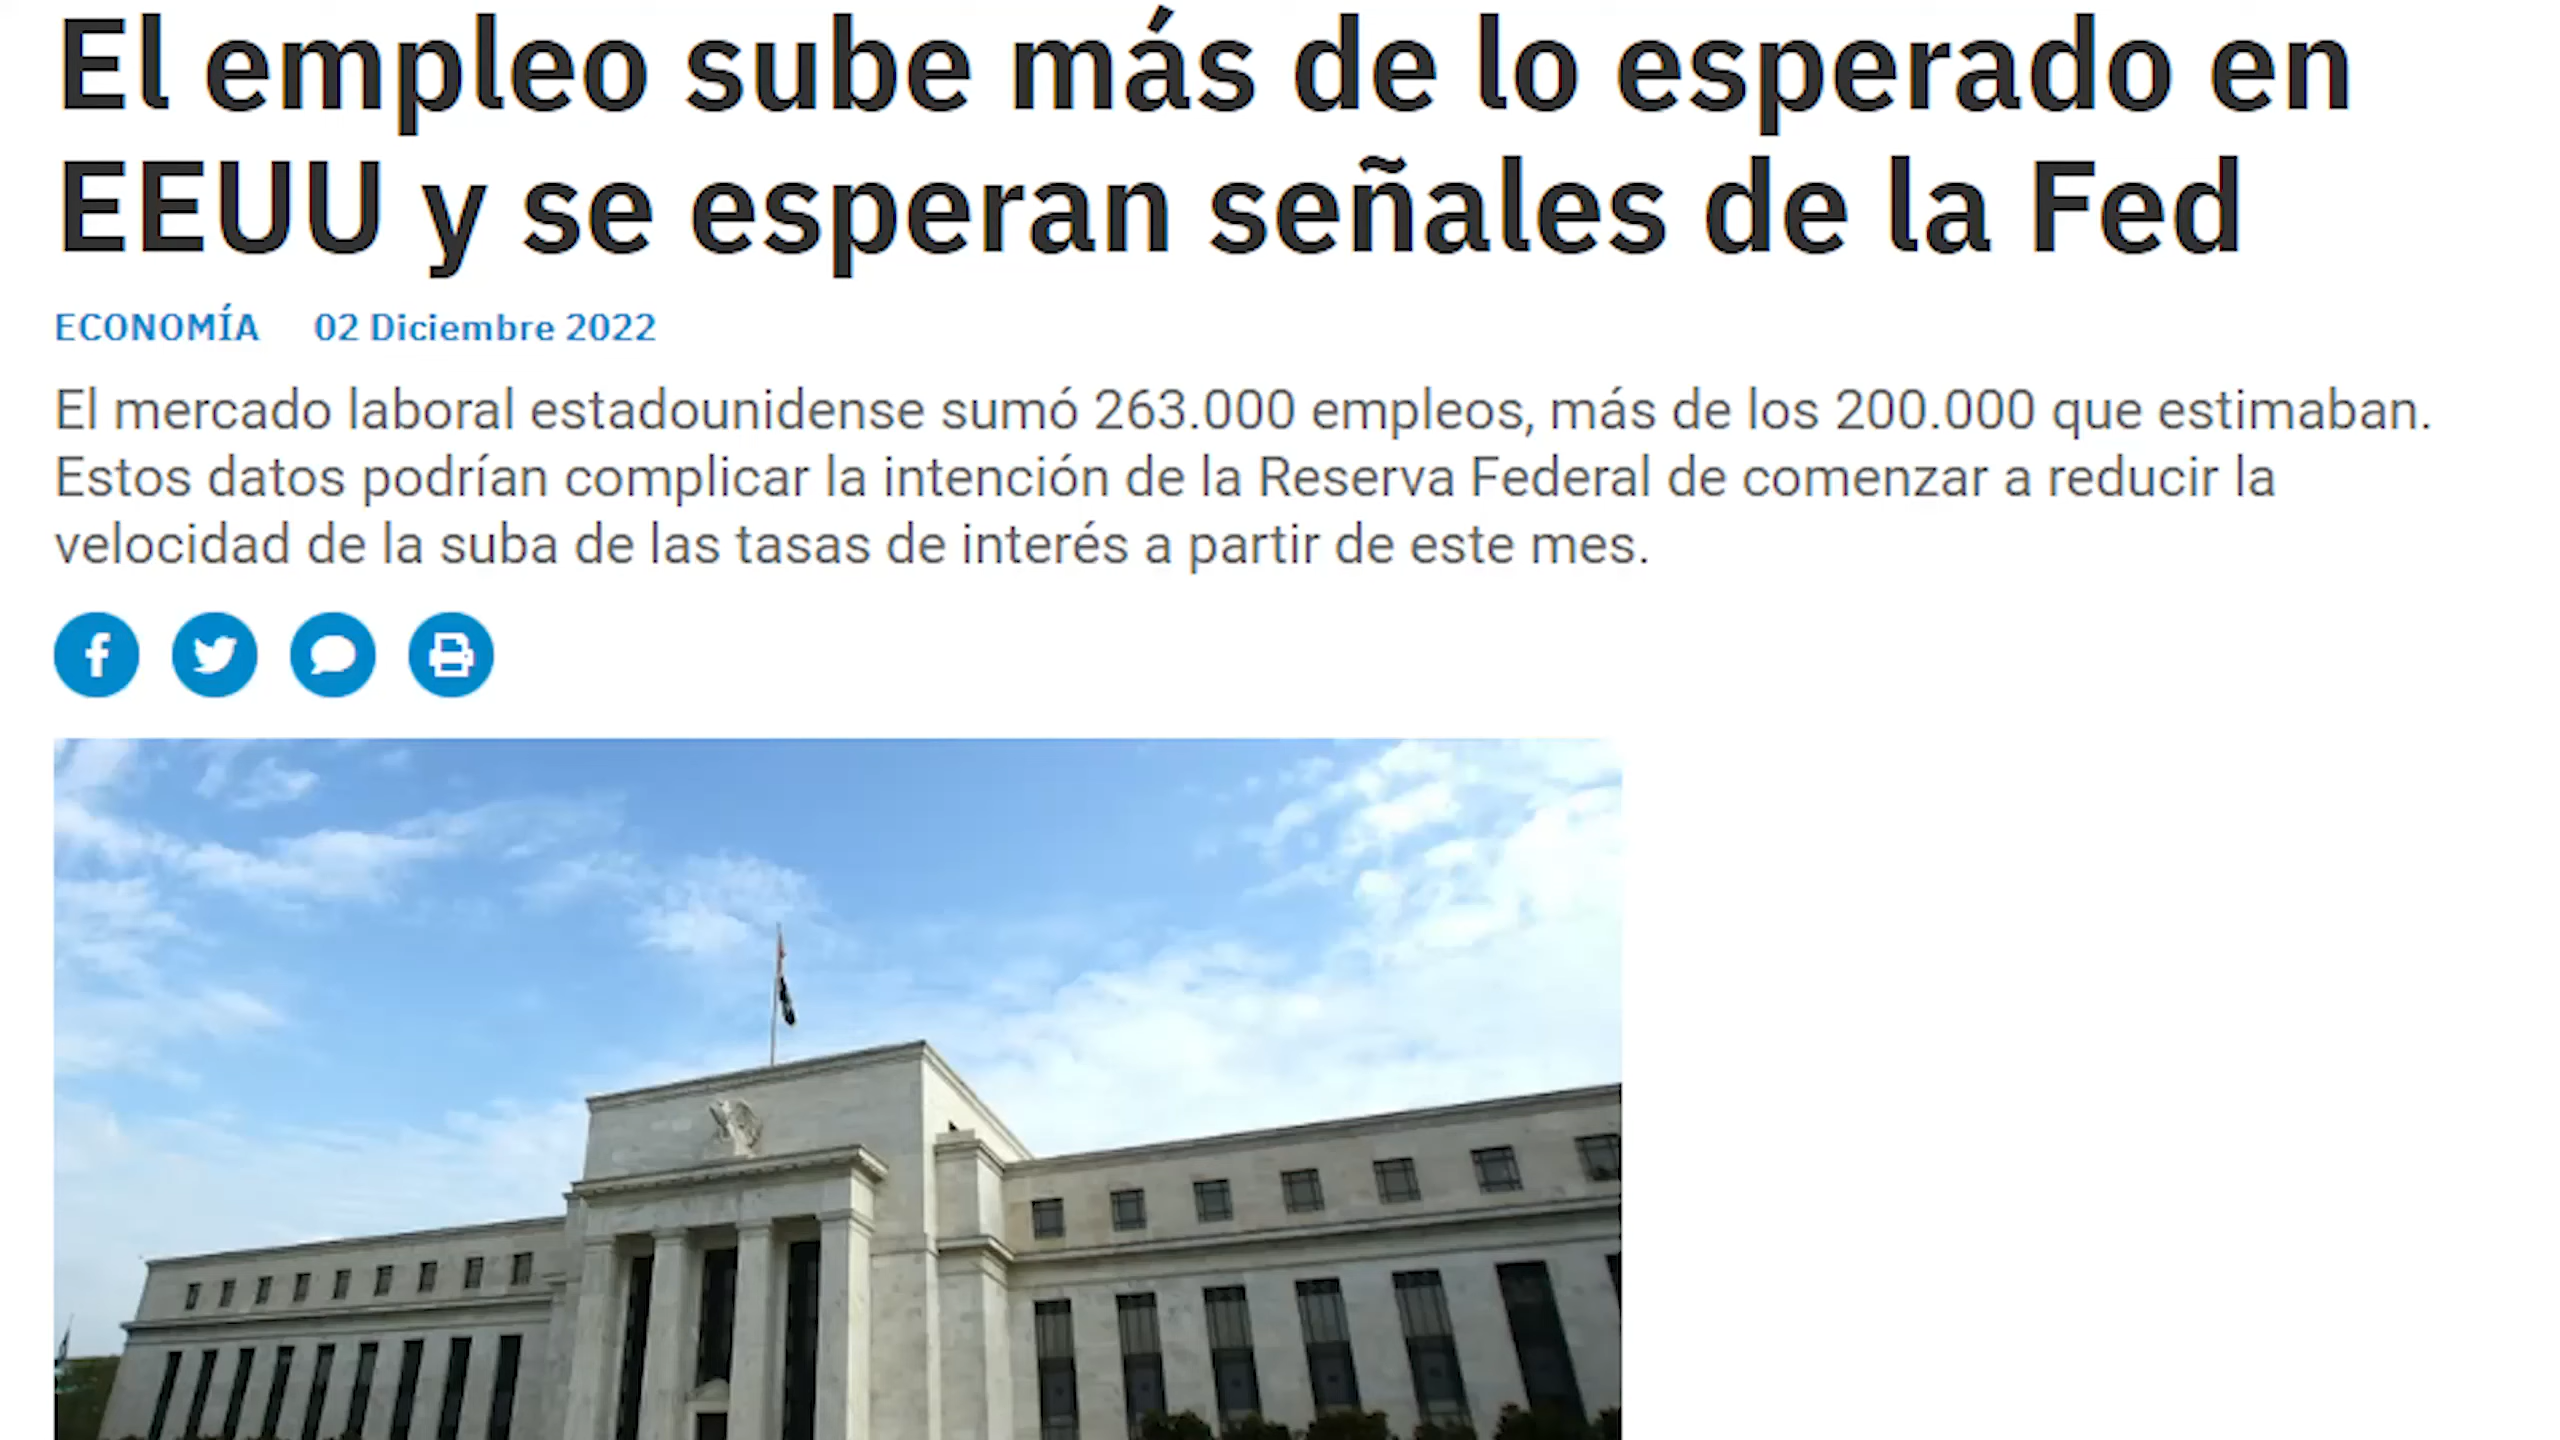 El empleo sube más de lo esperado en
EEUU y se esperan señales de la Fed
ECONOMÍA 02 Diciembre 2022
El mercado laboral estadounidense sumó 263.000 empleos, más de los 200.000 que estimaban.
Estos datos podrían complicar la intención de la Reserva Federal de comenzar a reducir la
velocidad de la suba de las tasas de interés a partir de este mes.